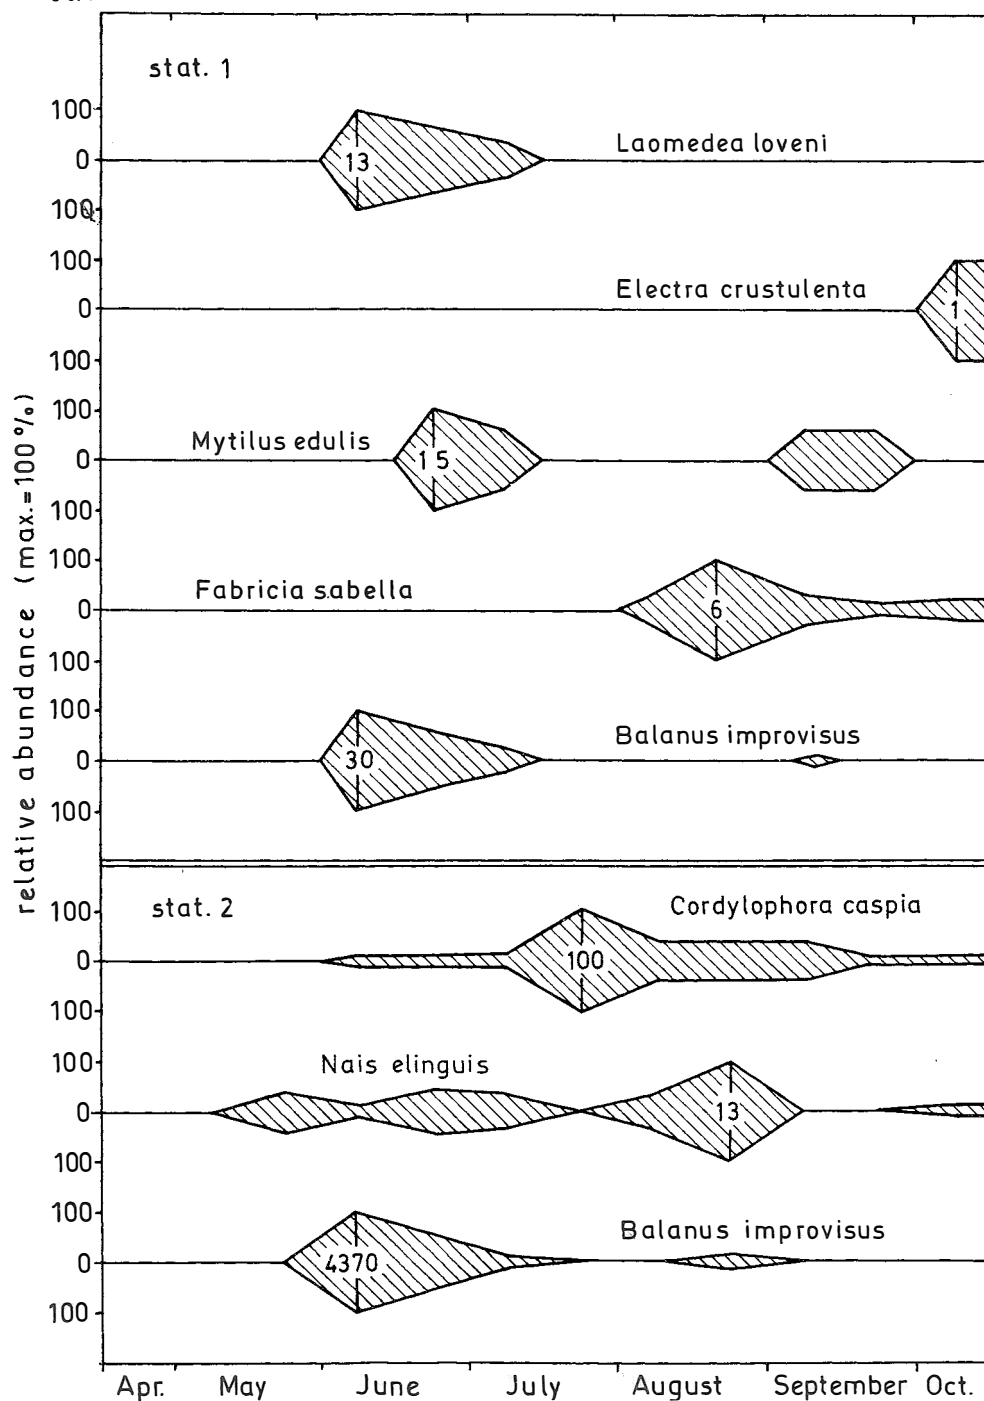 stat. 1
100
0
100
13
Laomedea loveni
100
0
100
Electra crustulenta
1
100
0
100
Mytilus edulis
15
100
0
100
Fabricia sabella
6
100
0
100
30
Balanus improvisus
relative abundance (max.=100%)
stat. 2
100
0
100
100
Cordylophora caspia
100
0
100
Nais elinguis
13
100
0
100
4370
Balanus improvisus
Apr. May June July August September Oct.